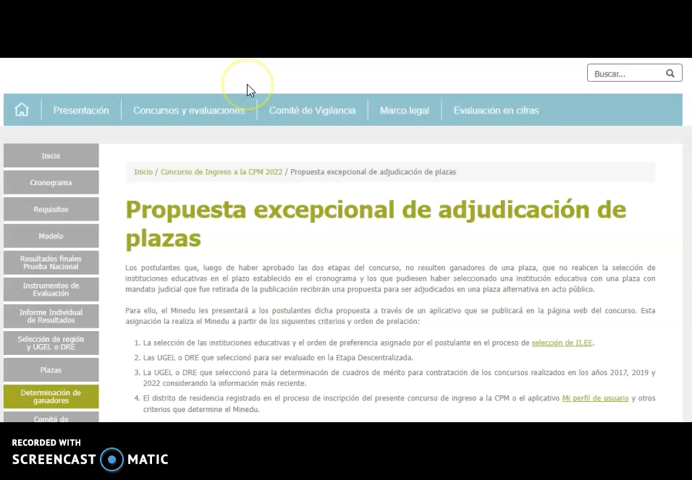 Buscar...
Presentación
Concursos y evaluaciones
Comité de Vigilancia
Marco legal
Evaluación en cifras
Inicio
Cronograma
Requisitos
Modelo
Resultados finales
Prueba Nacional
Instrumentos de
Evaluación
Informe Individual
de Resultados
Selección de región
y UGEL o DRE
Plazas
Determinación de
ganadores
Comité de
Inicio / Concurso de Ingreso a la CPM 2022 / Propuesta excepcional de adjudicación de plazas
Propuesta excepcional de adjudicación de
plazas
Los postulantes que, luego de haber aprobado las dos etapas del concurso, no resulten ganadores de una plaza, que no realicen la selección de
instituciones educativas en el plazo establecido en el cronograma y los que pudiesen haber seleccionado una institución educativa con una plaza con
mandato judicial que fue retirada de la publicación recibirán una propuesta para ser adjudicados en una plaza alternativa en acto público.
Para ello, el Minedu les presentará a los postulantes dicha propuesta a través de un aplicativo que se publicará en la página web del concurso. Esta
asignación la realiza el Minedu a partir de los siguientes criterios y orden de prelación:
1. La selección de las instituciones educativas y el orden de preferencia asignado por el postulante en el proceso de selección de II.EE.
2. Las UGEL o DRE que seleccionó para ser evaluado en la Etapa Descentralizada.
3. La UGEL o DRE que seleccionó para la determinación de cuadros de mérito para contratación de los concursos realizados en los años 2017, 2019 y
2022 considerando la información más reciente.
4. El distrito de residencia registrado en el proceso de inscripción del presente concurso de ingreso a la CPM o el aplicativo Mi perfil de usuario y otros
criterios que determine el Minedu.
RECORDED WITH
SCREENCAST MATIC